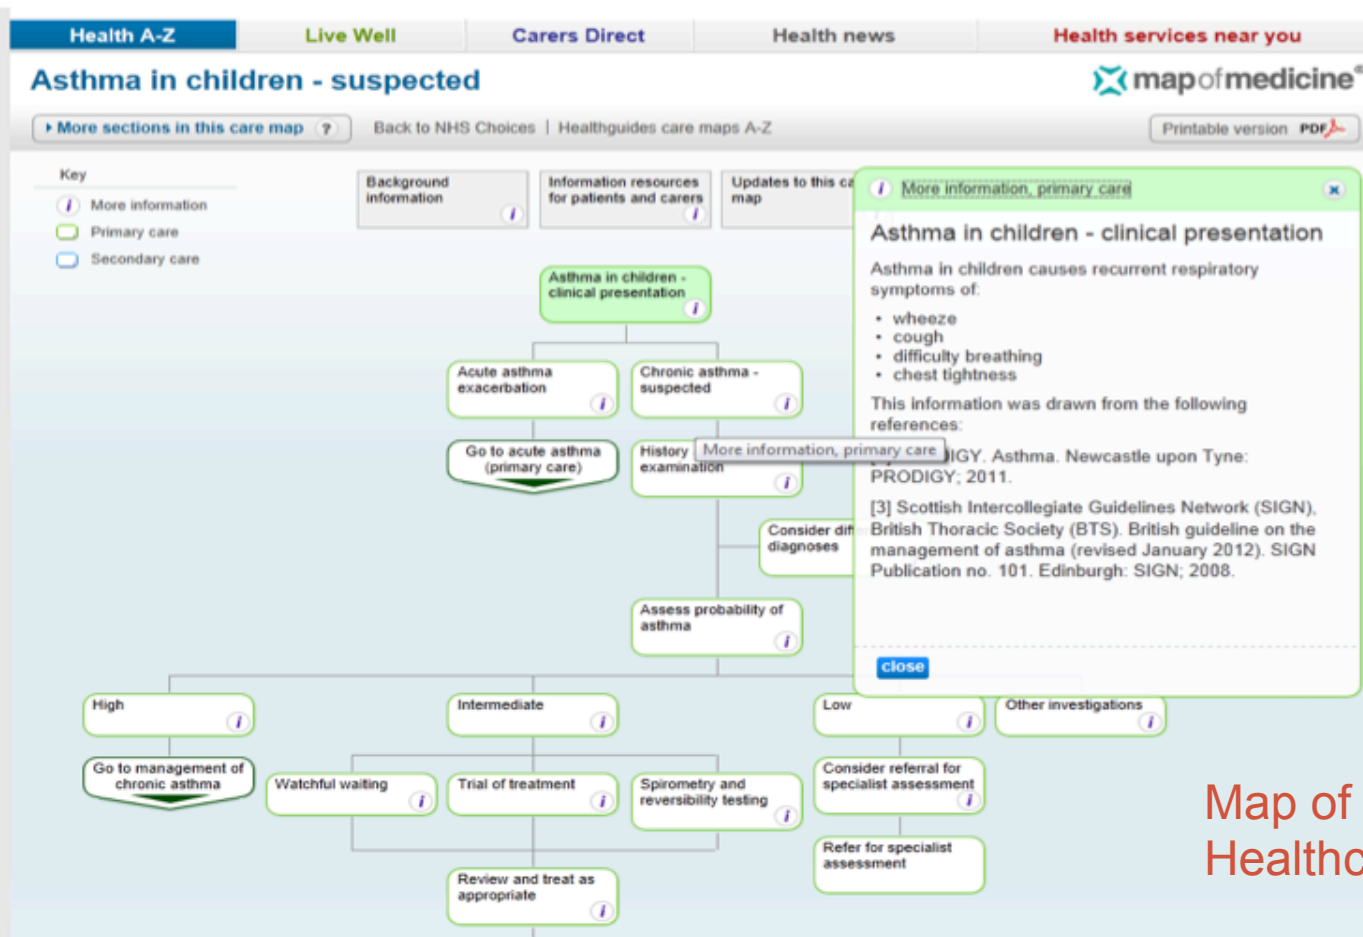 Health A-Z
Live Well
Carers Direct
Health news
Health services near you
Asthma in children - suspected
mapofmedicine®
More sections in this care map ?
Back to NHS Choices | Healthguides care maps A-Z
Printable version PDF
Key
i More information
Primary care
Secondary care
Background
information
i
Information resources
for patients and carers
i
Updates to this ca
map
Asthma in children -
clinical presentation
i
Acute asthma
exacerbation
i
Chronic asthma -
suspected
i
Go to acute asthma
(primary care)
History
examination
i
More information, primary care
Consider diff
diagnoses
Assess probability of
asthma
i
High
i
Intermediate
i
Low
i
Other investigations
i
Go to management of
chronic asthma
Watchful waiting
i
Trial of treatment
i
Spirometry and
reversibility testing
i
Consider referral for
specialist assessment
i
Refer for specialist
assessment
Review and treat as
appropriate
i
i More information, primary care
x
Asthma in children - clinical presentation
Asthma in children causes recurrent respiratory
symptoms of:
• wheeze
• cough
• difficulty breathing
• chest tightness
This information was drawn from the following
references:
IGY. Asthma. Newcastle upon Tyne:
PRODIGY; 2011.
[3] Scottish Intercollegiate Guidelines Network (SIGN),
British Thoracic Society (BTS). British guideline on the
management of asthma (revised January 2012). SIGN
Publication no. 101. Edinburgh: SIGN; 2008.
close
Map of
Healthc